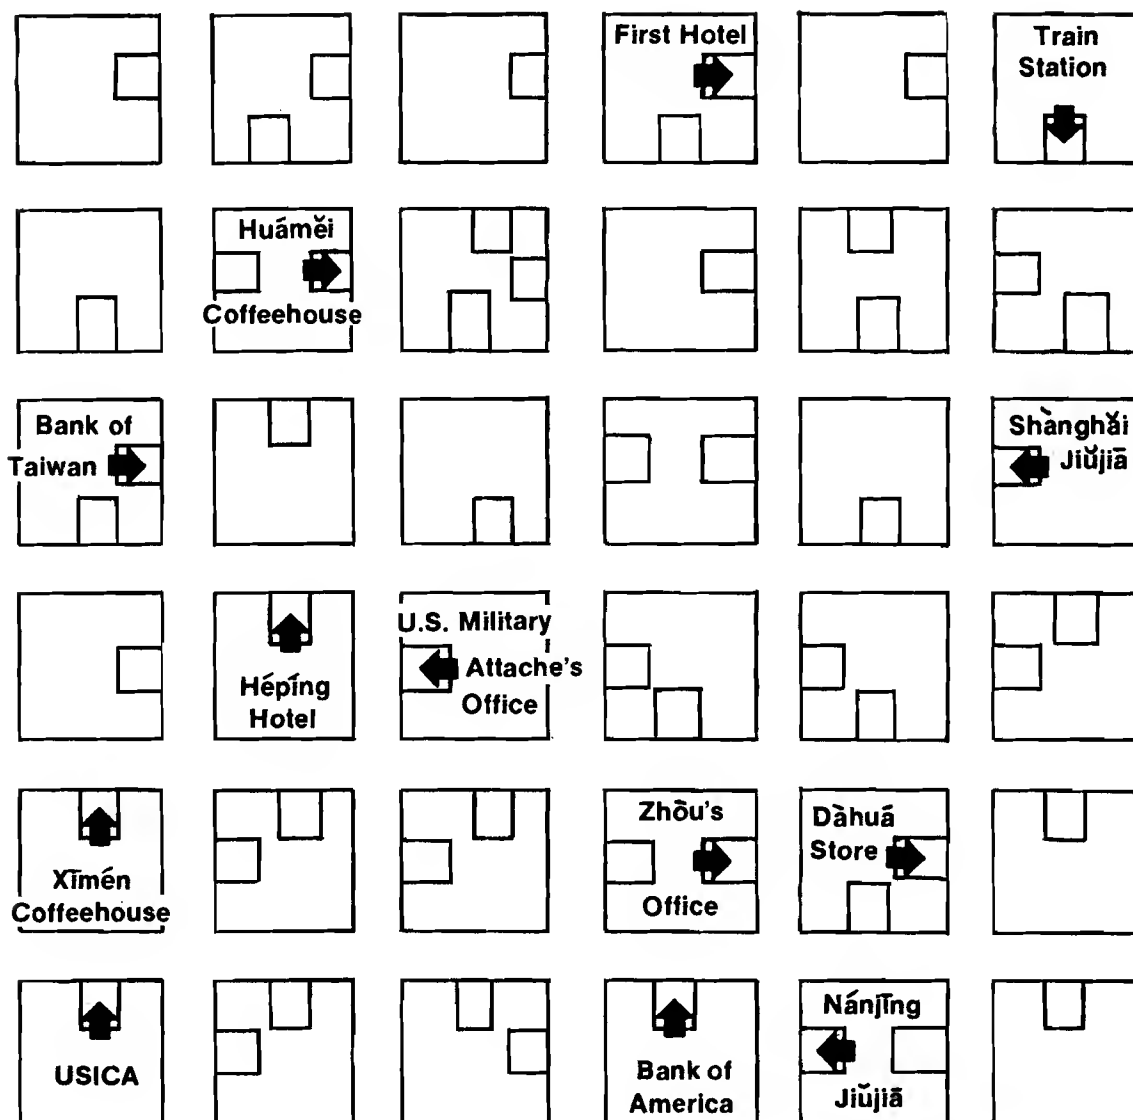 First Hotel
Train
Station
Huáměi
Coffeehouse
Bank of
Taiwan
Shànghǎi
Jiǔjiā
Hépíng
Hotel
U.S. Military
Attache's
Office
Xīmén
Coffeehouse
Zhōu's
Office
Dàhuá
Store
USICA
Bank of
America
Nánjīng
Jiǔjiā